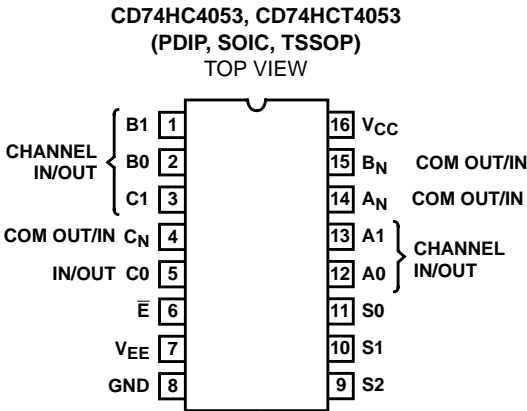 CD74HC4053, CD74HCT4053
(PDIP, SOIC, TSSOP)
TOP VIEW
B1 1 16 VCC
CHANNEL IN/OUT
B0 2 15 BN COM OUT/IN
C1 3 14 AN COM OUT/IN
COM OUT/IN CN 4 13 A1
CHANNEL IN/OUT
IN/OUT C0 5 12 A0
E̅ 6 11 S0
VEE 7 10 S1
GND 8 9 S2